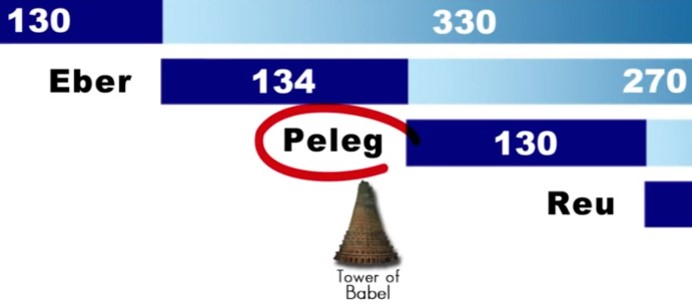 130 330
Eber 134 270
Peleg 130
Reu
Tower of
Babel